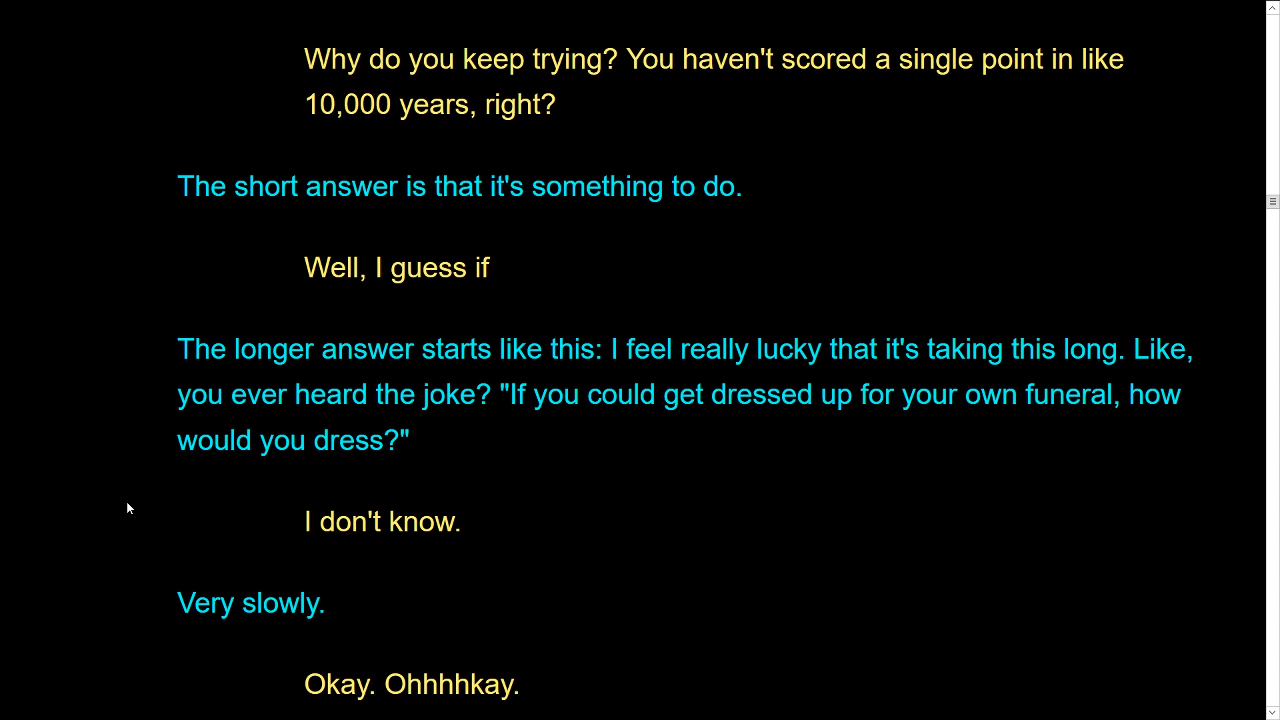 Why do you keep trying? You haven't scored a single point in like
10,000 years, right?
The short answer is that it's something to do.
Well, I guess if
The longer answer starts like this: I feel really lucky that it's taking this long. Like,
you ever heard the joke? "If you could get dressed up for your own funeral, how
would you dress?"
I don't know.
Very slowly.
Okay. Ohhhhkay.